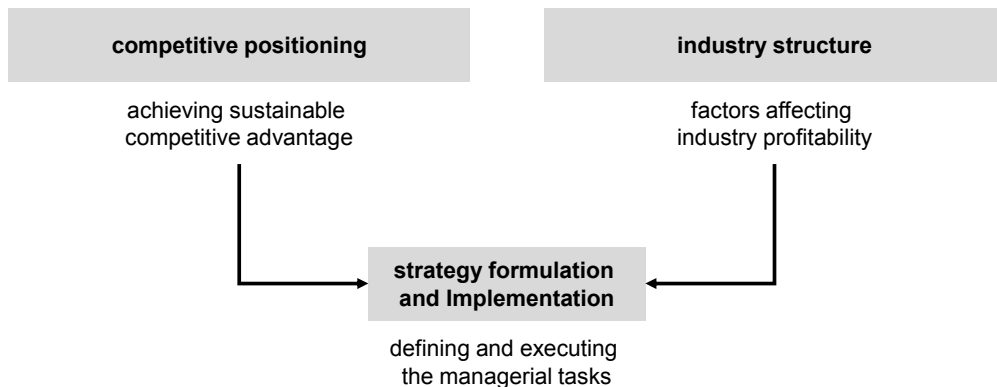 competitive positioning
industry structure
achieving sustainable
competitive advantage
factors affecting
industry profitability
strategy formulation
and Implementation
defining and executing
the managerial tasks